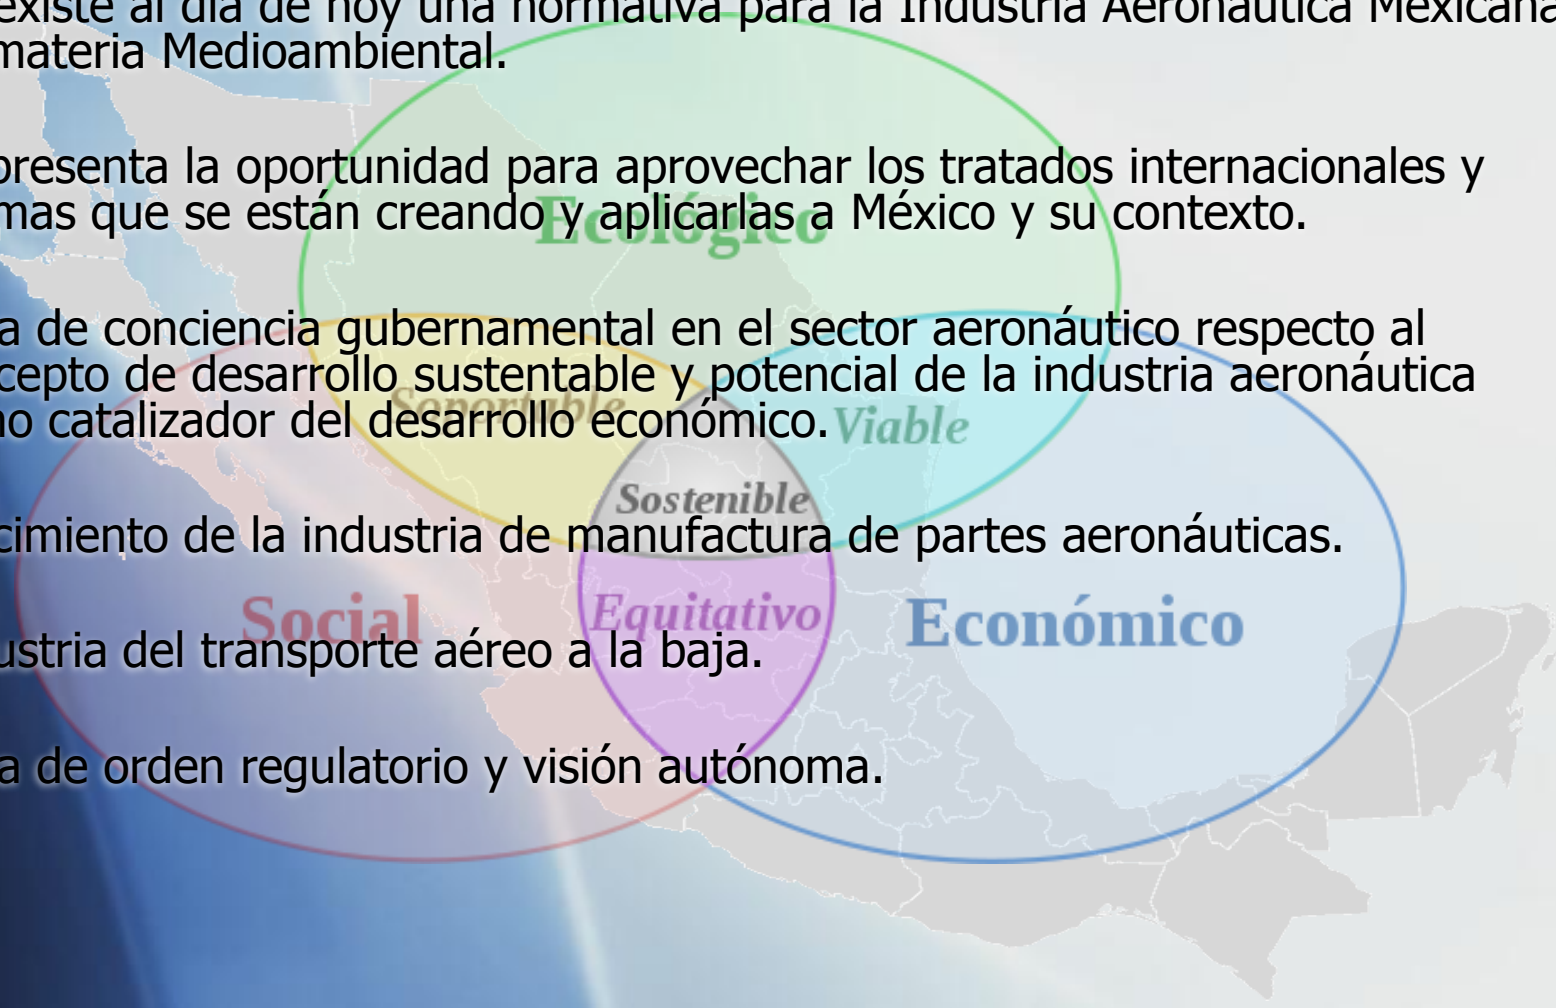 existe al día de hoy una normativa para la Industria Aeronáutica Mexicana
materia Medioambiental.
presenta la oportunidad para aprovechar los tratados internacionales y
mas que se están creando y aplicarlas a México y su contexto.
Ecológico
a de conciencia gubernamental en el sector aeronáutico respecto al
cepto de desarrollo sustentable y potencial de la industria aeronáutica
no catalizador del desarrollo económico.
Soportable
Viable
Sostenible
cimiento de la industria de manufactura de partes aeronáuticas.
Social
Equitativo
Económico
ustria del transporte aéreo a la baja.
a de orden regulatorio y visión autónoma.